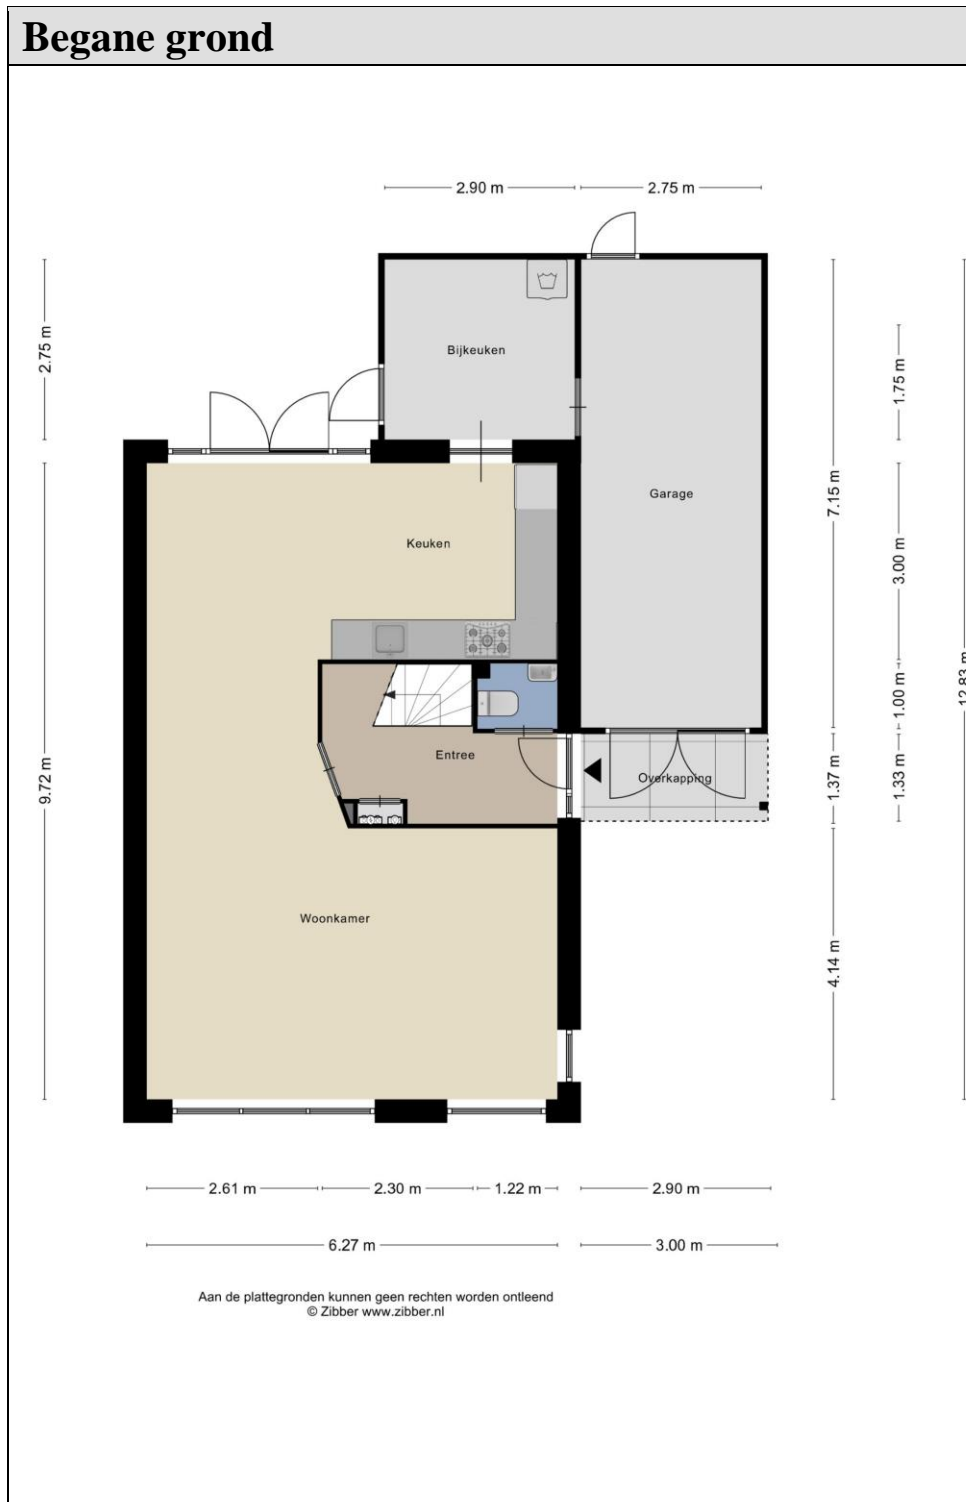 Begane grond
2.90 m
2.75 m
2.75 m
Bijkeuken
1.75 m
7.15 m
Garage
Keuken
3.00 m
12.83 m
1.00 m
Entree
Overkapping
1.37 m
1.33 m
9.72 m
Woonkamer
4.14 m
2.61 m
2.30 m
1.22 m
2.90 m
6.27 m
3.00 m
Aan de plattegronden kunnen geen rechten worden ontleend
© Zibber www.zibber.nl